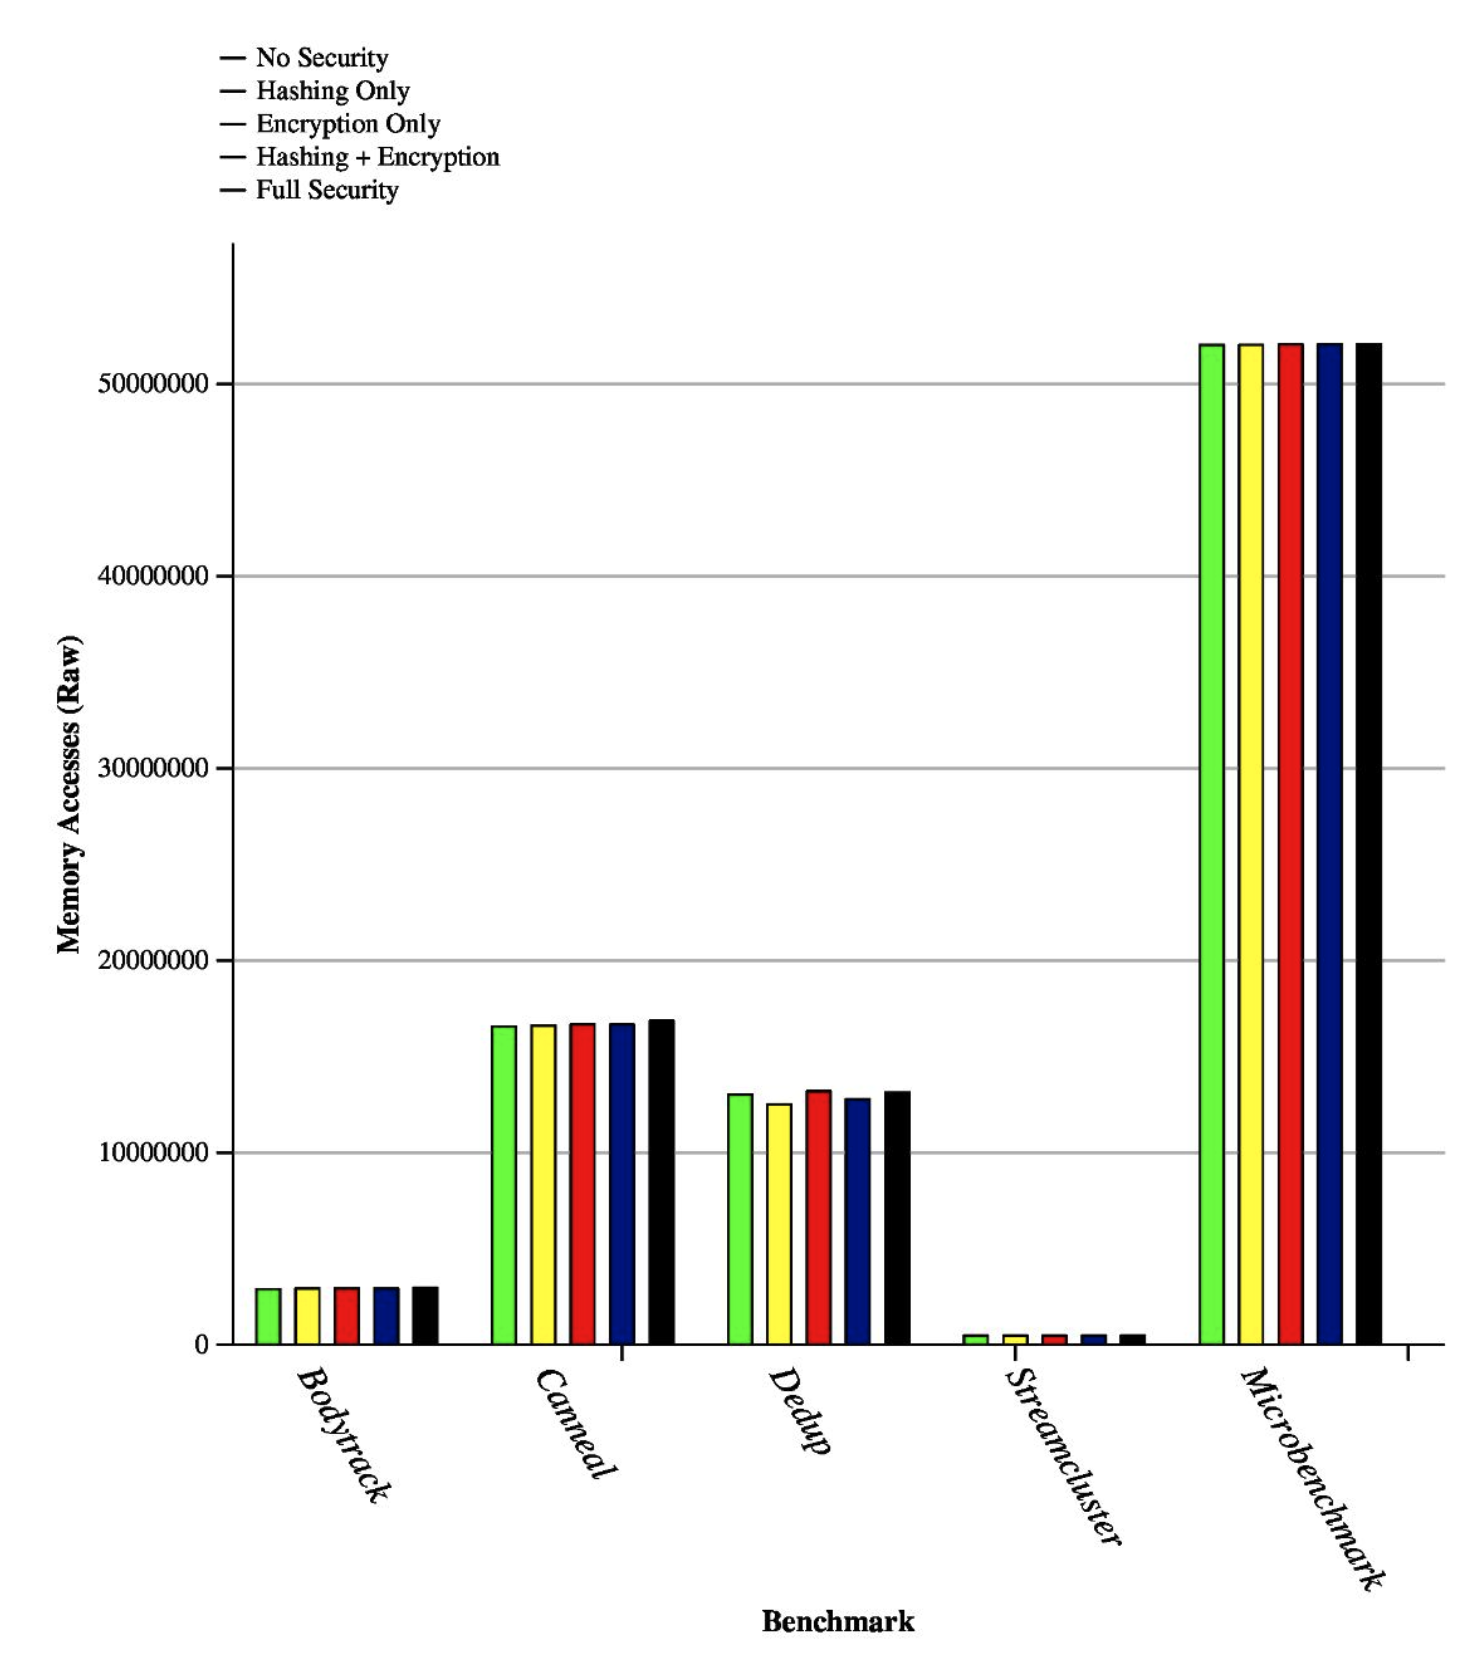 No Security
Hashing Only
Encryption Only
Hashing + Encryption
Full Security
50000000
40000000
30000000
20000000
10000000
0
Memory Accesses (Raw)
Bodytrack
Canneal
Dedup
Streamcluster
Microbenchmark
Benchmark